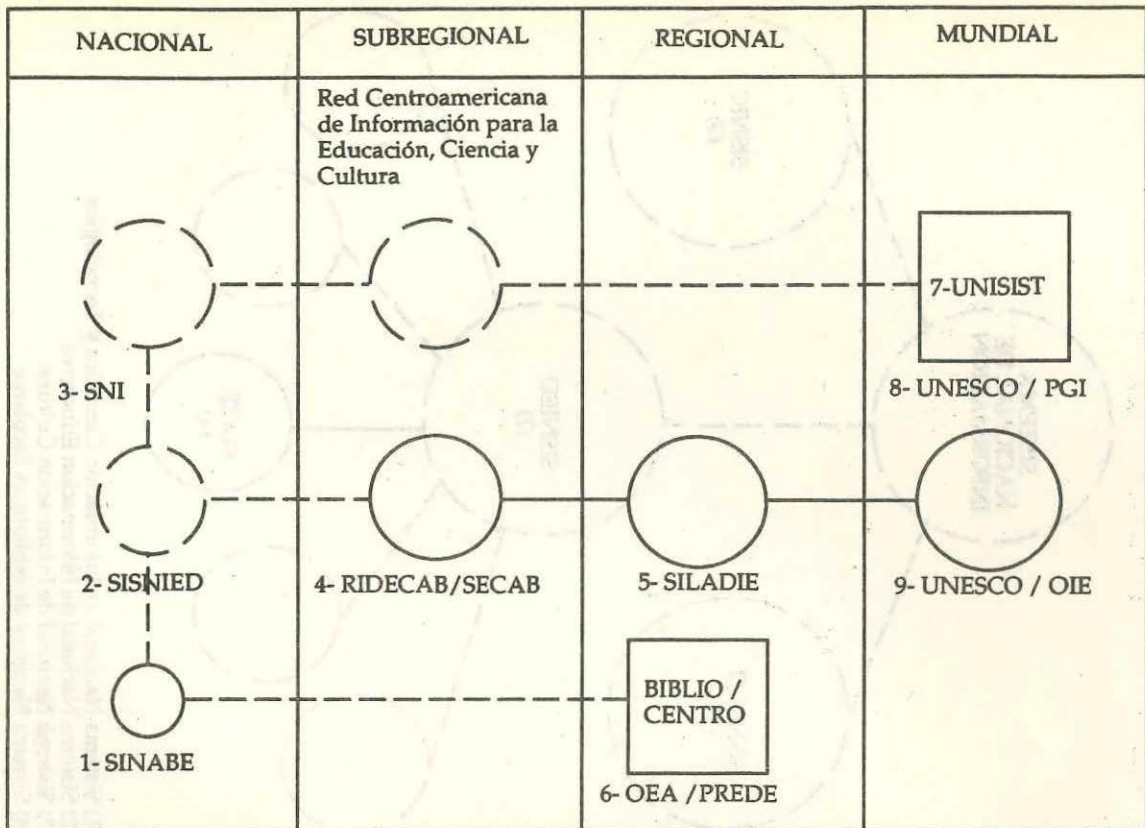 NACIONAL
SUBREGIONAL
REGIONAL
MUNDIAL
Red Centroamericana
de Información para la
Educación, Ciencia y
Cultura
7-UNISIST
3- SNI
8- UNESCO / PGI
2- SISNIED
4- RIDECAB/SECAB
5- SILADIE
9- UNESCO / OIE
BIBLIO /
CENTRO
1- SINABE
6- OEA / PREDE